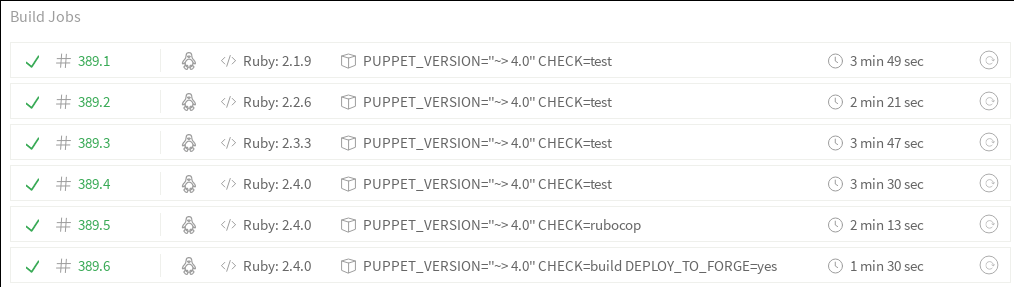 Build Jobs
# 389.1 </> Ruby: 2.1.9 PUPPET_VERSION="~> 4.0" CHECK=test 3 min 49 sec
# 389.2 </> Ruby: 2.2.6 PUPPET_VERSION="~> 4.0" CHECK=test 2 min 21 sec
# 389.3 </> Ruby: 2.3.3 PUPPET_VERSION="~> 4.0" CHECK=test 3 min 47 sec
# 389.4 </> Ruby: 2.4.0 PUPPET_VERSION="~> 4.0" CHECK=test 3 min 30 sec
# 389.5 </> Ruby: 2.4.0 PUPPET_VERSION="~> 4.0" CHECK=rubocop 2 min 13 sec
# 389.6 </> Ruby: 2.4.0 PUPPET_VERSION="~> 4.0" CHECK=build DEPLOY_TO_FORGE=yes 1 min 30 sec